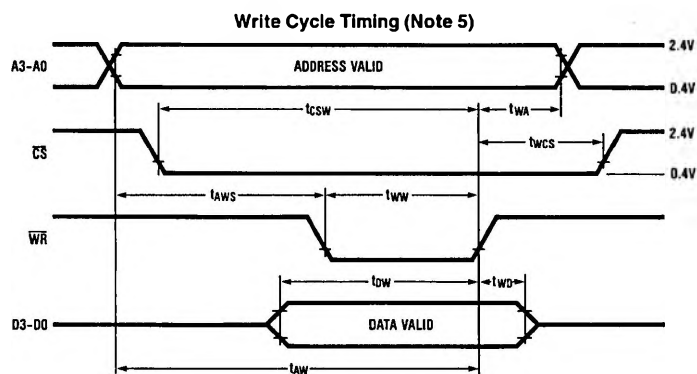 Write Cycle Timing (Note 5)
A3-A0
ADDRESS VALID
2.4V
0.4V
tCSW
tWA
CS
tWCS
2.4V
0.4V
tAWS
tWW
WR
tDW
tWD
D3-D0
DATA VALID
tAW